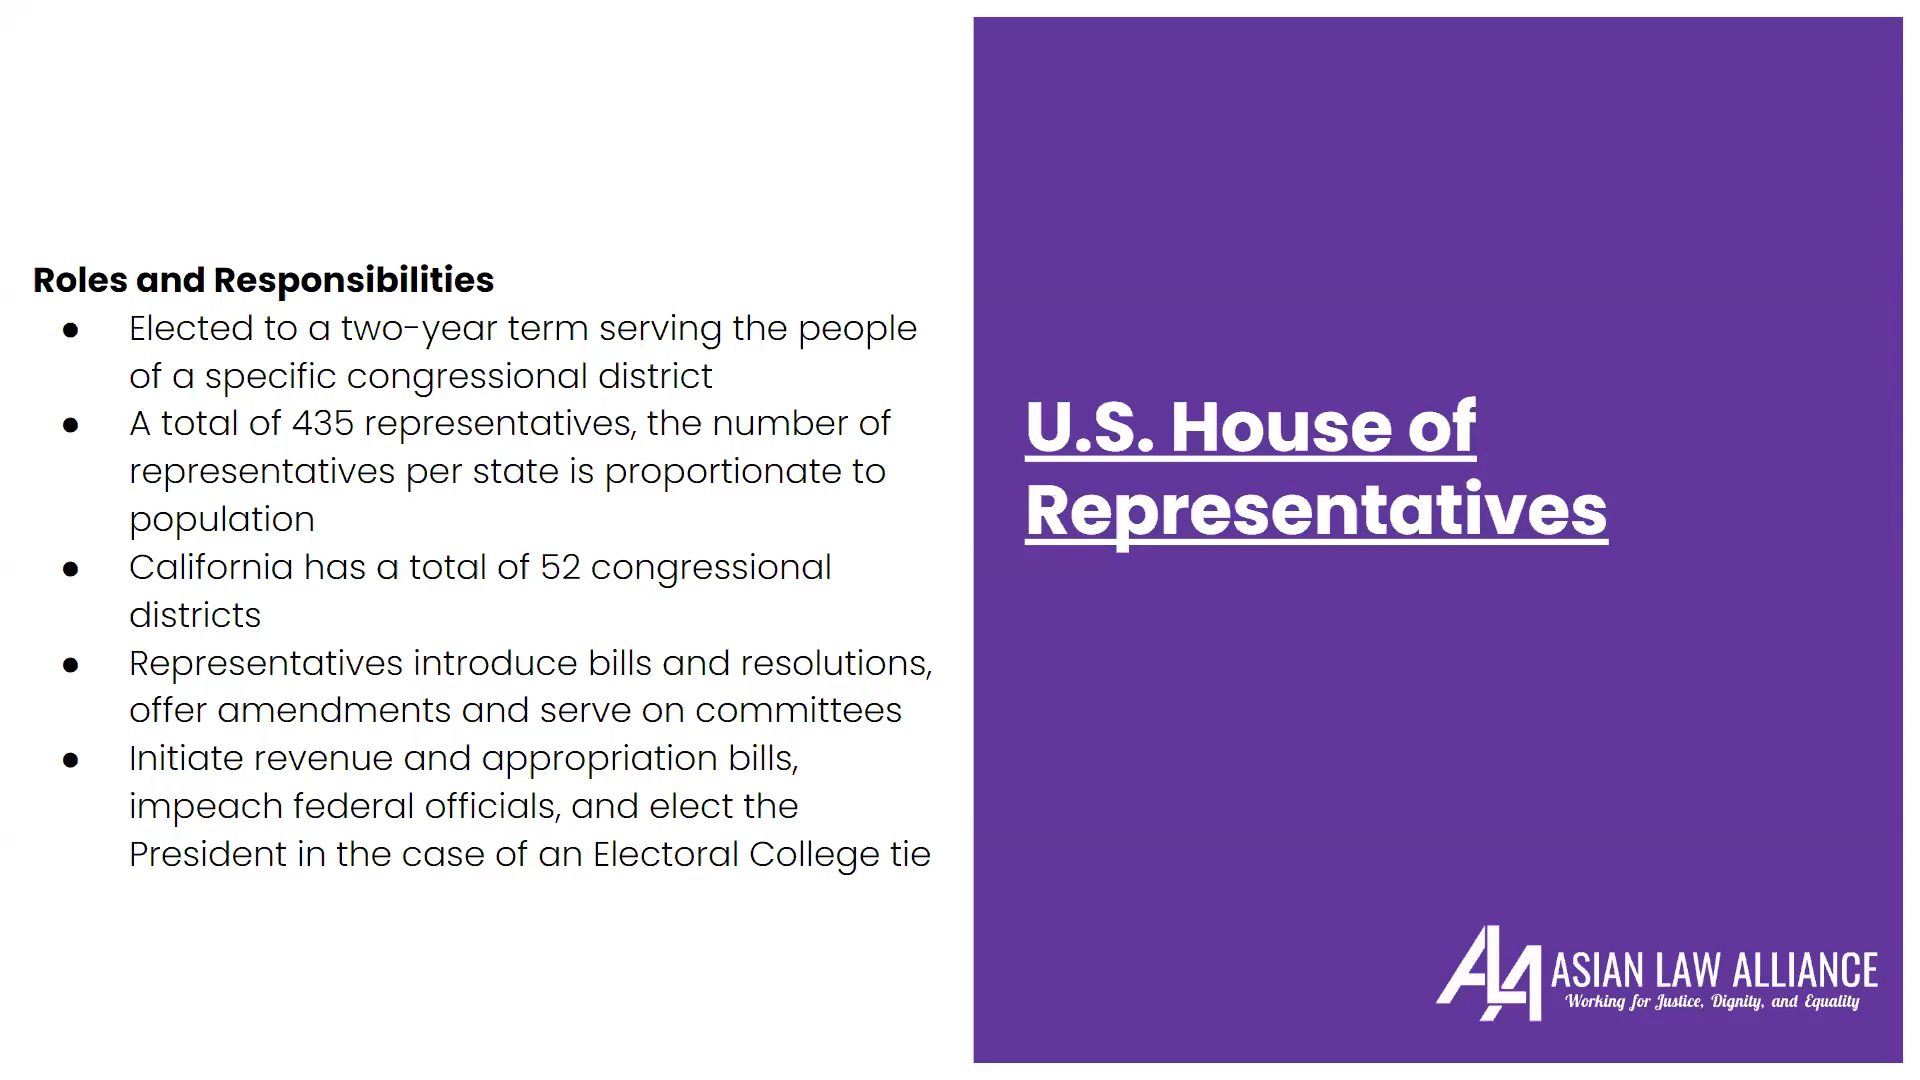 Roles and Responsibilities
● Elected to a two-year term serving the people
of a specific congressional district
● A total of 435 representatives, the number of
representatives per state is proportionate to
population
● California has a total of 52 congressional
districts
● Representatives introduce bills and resolutions,
offer amendments and serve on committees
● Initiate revenue and appropriation bills,
impeach federal officials, and elect the
President in the case of an Electoral College tie
U.S. House of
Representatives
ALA
ASIAN LAW ALLIANCE
Working for Justice, Dignity, and Equality